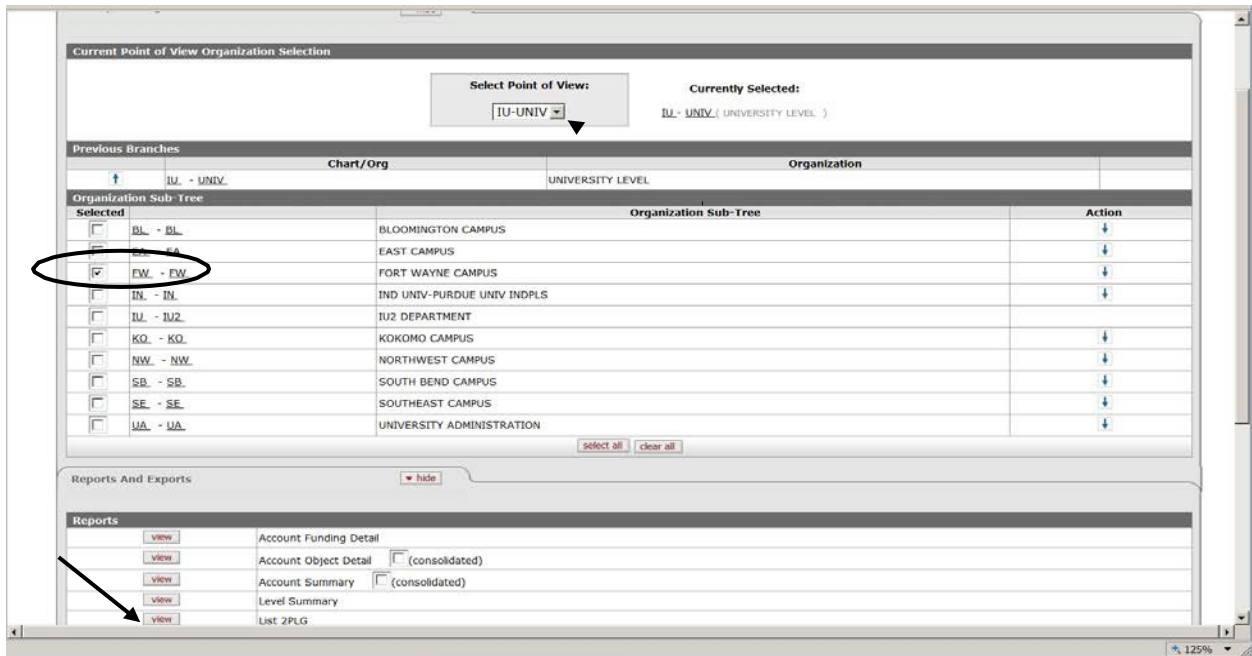 Current Point of View Organization Selection
Select Point of View:
Currently Selected:
IU-UNIV
IU - UNIV ( UNIVERSITY LEVEL )
Previous Branches
Chart/Org Organization
IU - UNIV UNIVERSITY LEVEL
Organization Sub-Tree
Selected Organization Sub-Tree Action
BL - BL BLOOMINGTON CAMPUS
EA - EA EAST CAMPUS
FW - FW FORT WAYNE CAMPUS
IN - IN IND UNIV-PURDUE UNIV INDPLS
IU - IU2 IU2 DEPARTMENT
KO - KO KOKOMO CAMPUS
NW - NW NORTHWEST CAMPUS
SB - SB SOUTH BEND CAMPUS
SE - SE SOUTHEAST CAMPUS
UA - UA UNIVERSITY ADMINISTRATION
select all clear all
Reports And Exports hide
Reports
view Account Funding Detail
view Account Object Detail (consolidated)
view Account Summary (consolidated)
view Level Summary
view List 2PLG
125%